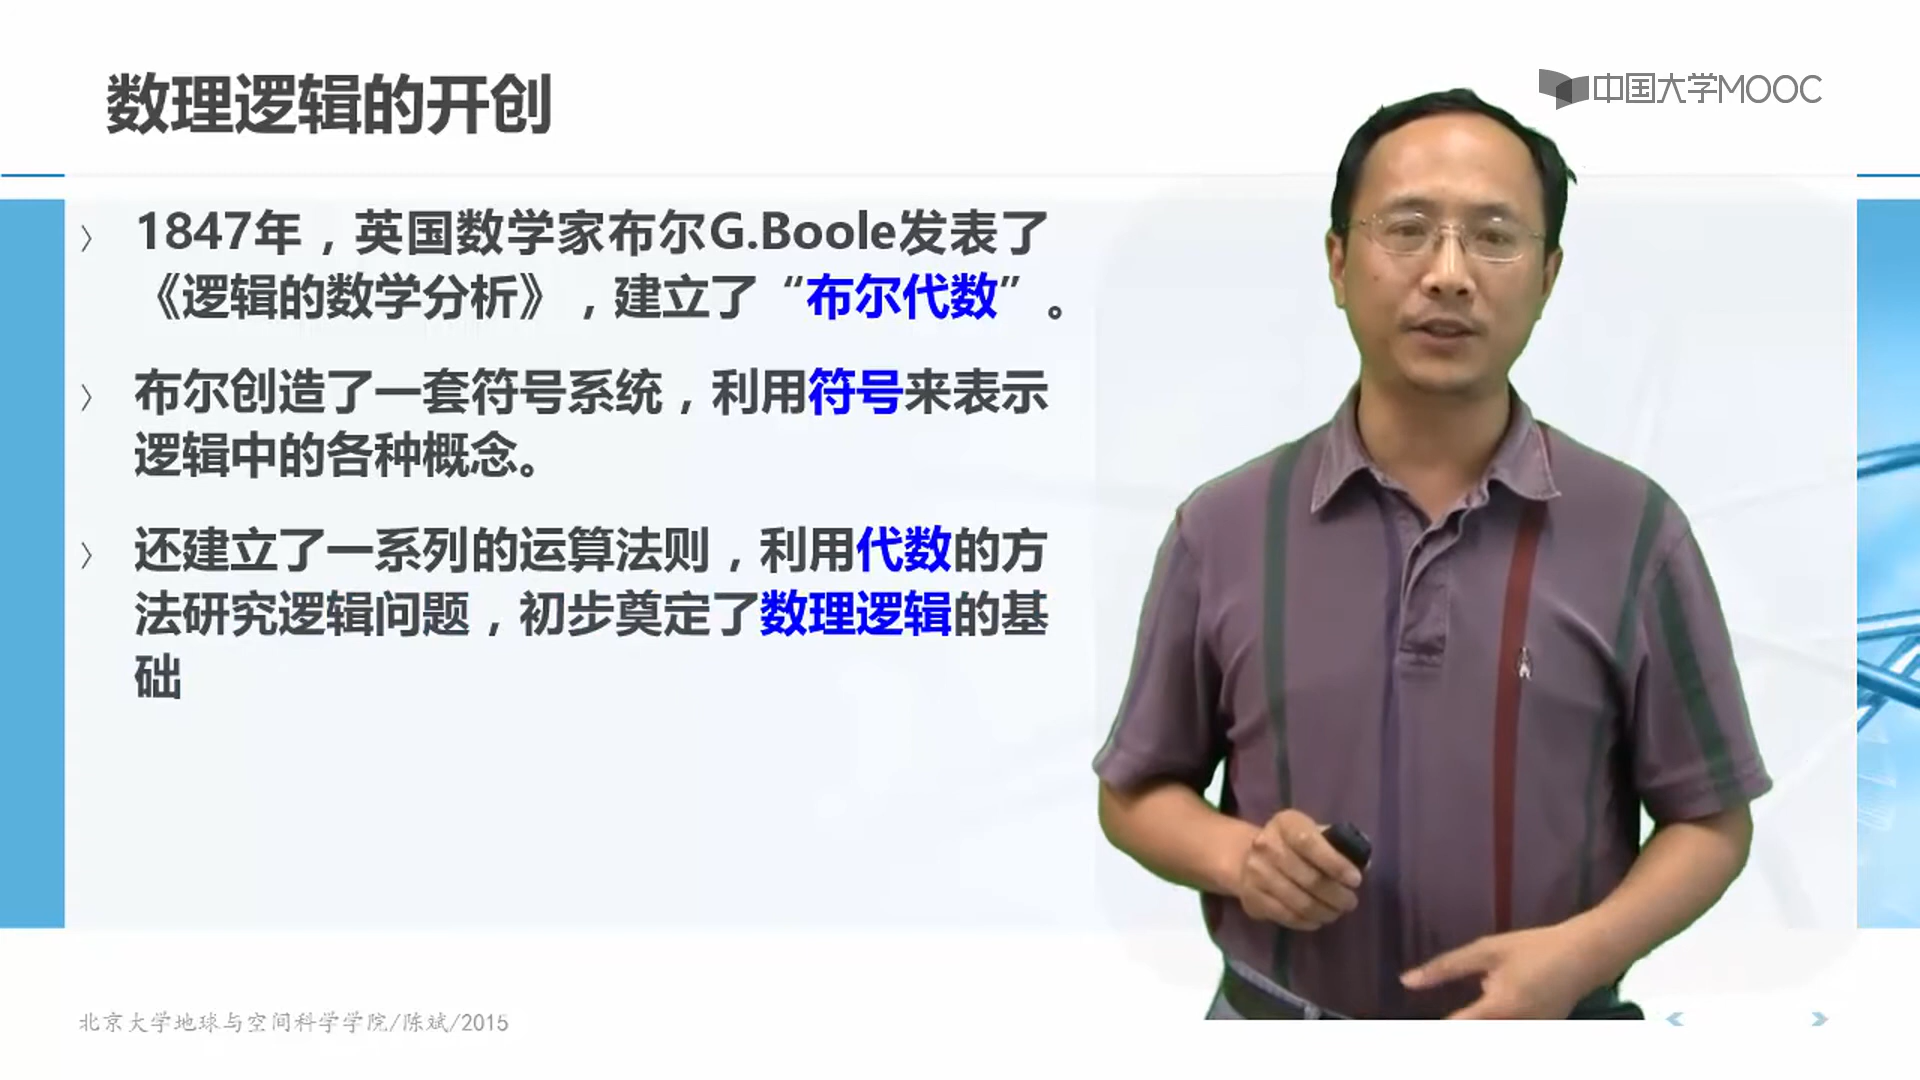 数理逻辑的开创
中国大学MOOC
〉 1847年，英国数学家布尔G.Boole发表了
《逻辑的数学分析》，建立了“布尔代数”。
〉 布尔创造了一套符号系统，利用符号来表示
逻辑中的各种概念。
〉 还建立了一系列的运算法则，利用代数的方
法研究逻辑问题，初步奠定了数理逻辑的基
础
北京大学地球与空间科学学院/陈斌/2015